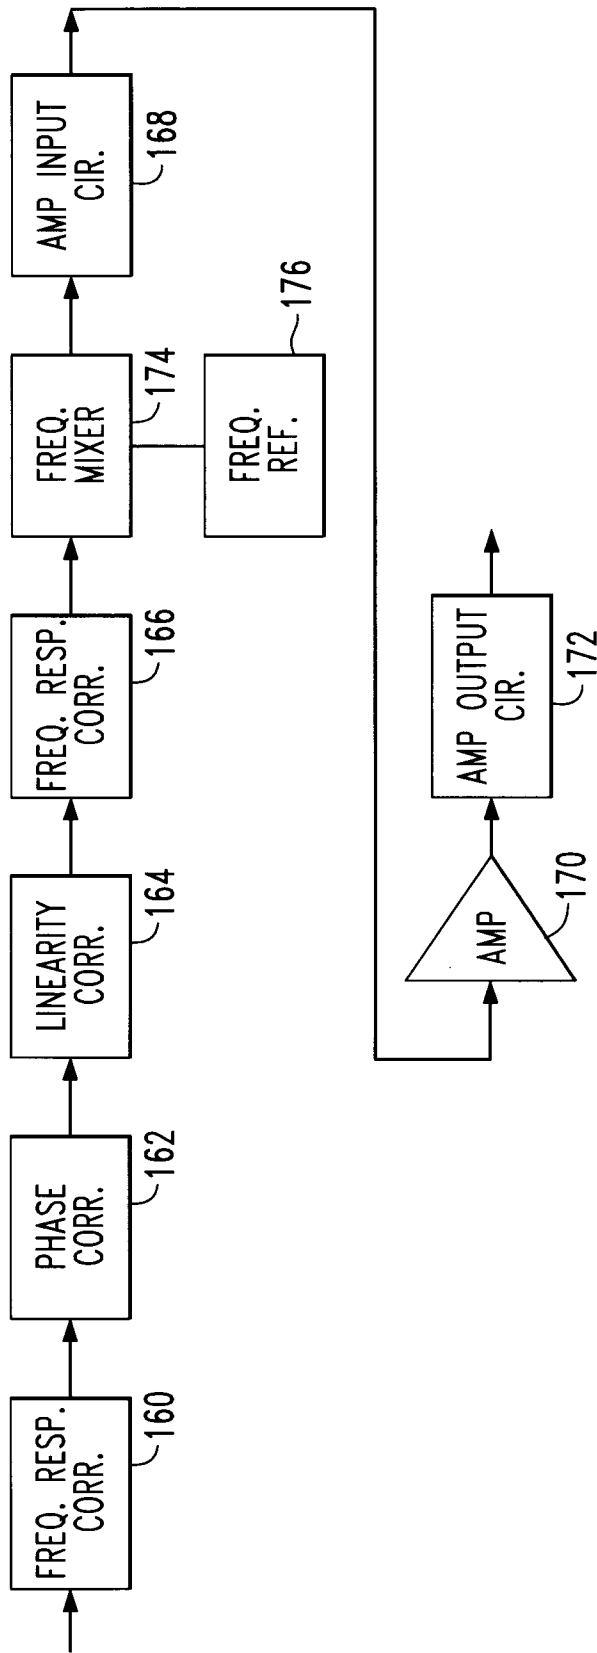 FREQ. RESP.
CORR.
160
PHASE
CORR.
162
LINEARITY
CORR.
164
FREQ. RESP.
CORR.
166
FREQ.
MIXER
174
FREQ.
REF.
176
AMP INPUT
CIR.
168
AMP
170
AMP OUTPUT
CIR.
172